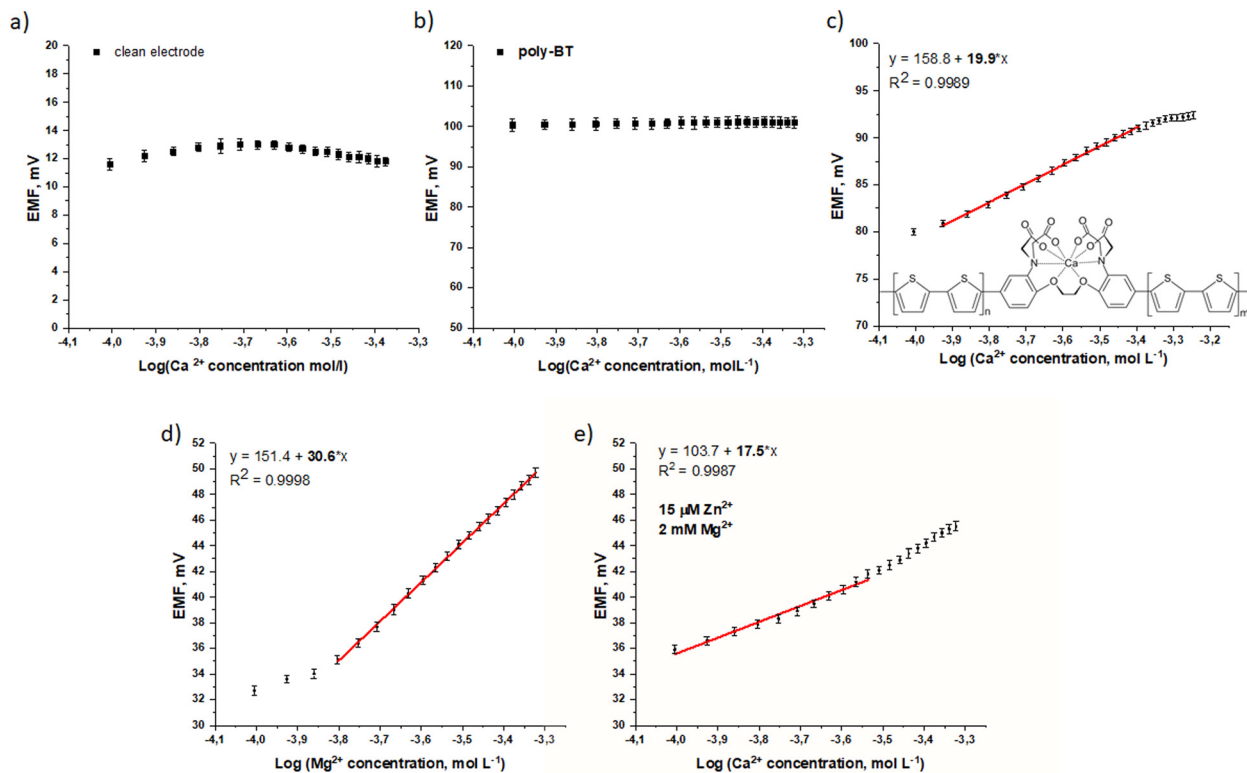 a)
clean electrode
EMF, mV
20
18
16
14
12
10
8
6
4
2
0
-4,1 -4,0 -3,9 -3,8 -3,7 -3,6 -3,5 -3,4 -3,3
Log(Ca 2+ concentration mol/l)
b)
poly-BT
EMF, mV
120
110
100
90
80
70
60
50
-4,1 -4,0 -3,9 -3,8 -3,7 -3,6 -3,5 -3,4 -3,3
Log(Ca2+ concentration, molL-1)
c)
y = 158.8 + 19.9*x
R2 = 0.9989
EMF, mV
100
95
90
85
80
75
70
O O O O
O O
N Ca N
O O
S S S S
n m
-4,1 -4,0 -3,9 -3,8 -3,7 -3,6 -3,5 -3,4 -3,3 -3,2
Log (Ca2+ concentration, mol L-1)
d)
y = 151.4 + 30.6*x
R2 = 0.9998
EMF, mV
52
50
48
46
44
42
40
38
36
34
32
30
-4,1 -4,0 -3,9 -3,8 -3,7 -3,6 -3,5 -3,4 -3,3
Log (Mg2+ concentration, mol L-1)
e)
y = 103.7 + 17.5*x
R2 = 0.9987
15 μM Zn2+
2 mM Mg2+
EMF, mV
52
50
48
46
44
42
40
38
36
34
32
30
-4,1 -4,0 -3,9 -3,8 -3,7 -3,6 -3,5 -3,4 -3,3
Log (Ca2+ concentration, mol L-1)